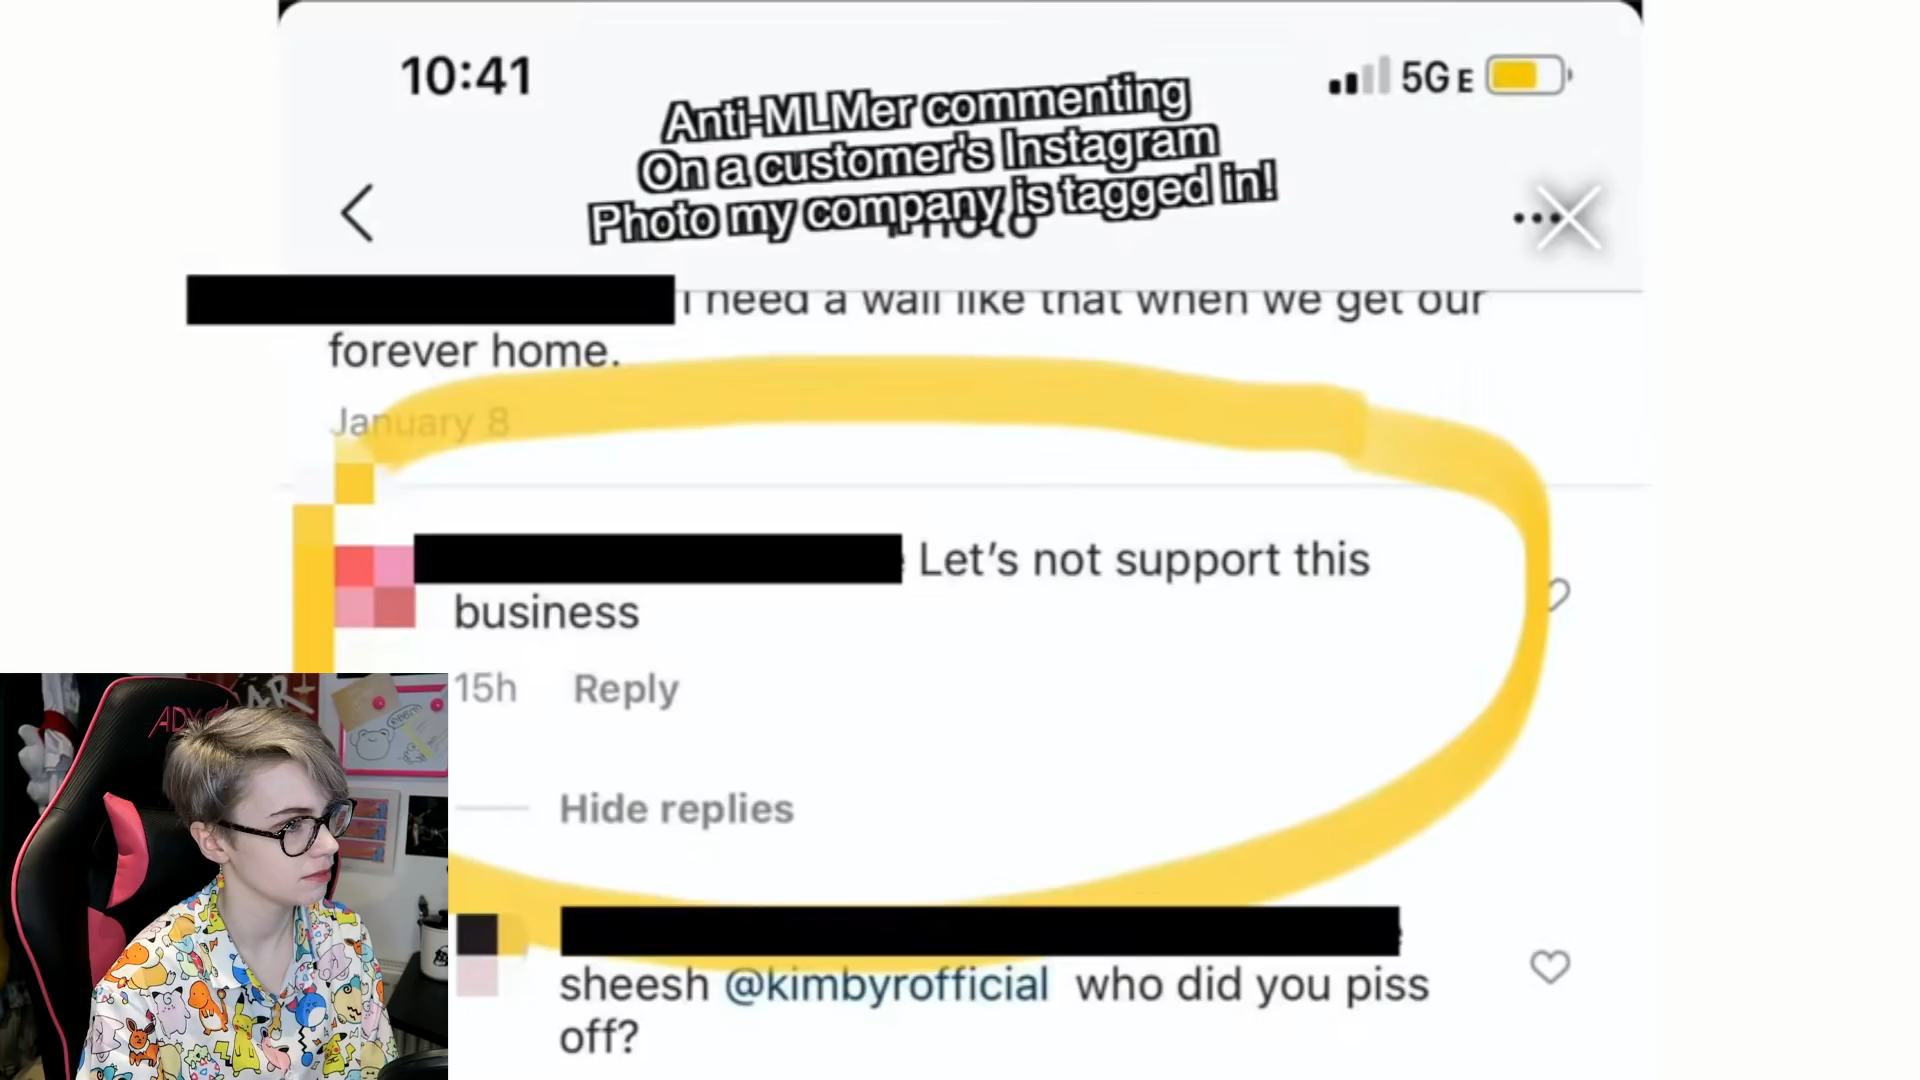 10:41
5G E
Anti-MLMer commenting
On a customer's Instagram
Photo my company is tagged in!
Photo
I need a wall like that when we get our
forever home.
January 8
Let's not support this
business
15h Reply
Hide replies
sheesh @kimbyrofficial who did you piss
off?